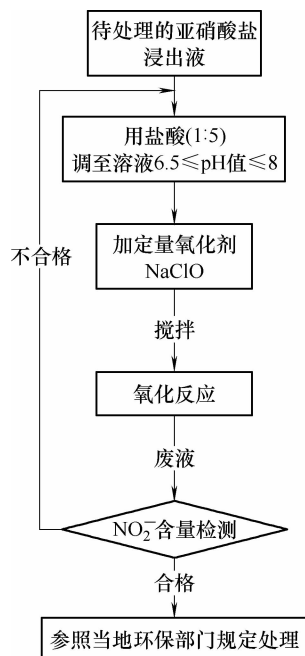 待处理的亚硝酸盐
浸出液
用盐酸(1∶5)
调至溶液6.5≤pH值≤8
不合格
加定量氧化剂
NaClO
搅拌
氧化反应
废液
NO₂⁻含量检测
合格
参照当地环保部门规定处理